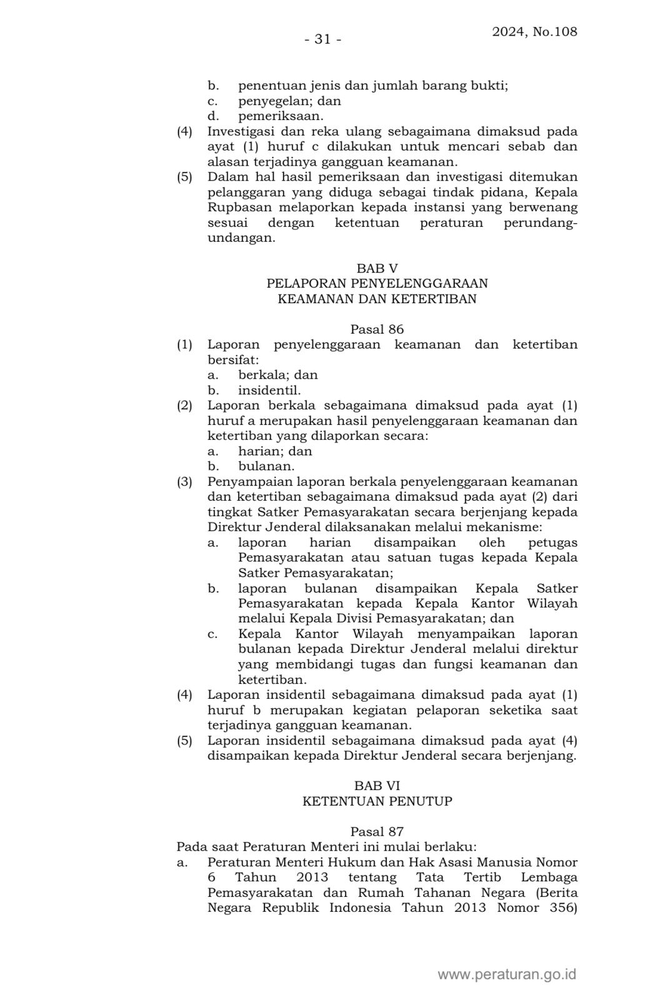 2024, No.108
- 31 -
b. penentuan jenis dan jumlah barang bukti;
c. penyegelan; dan
d. pemeriksaan.
(4) Investigasi dan reka ulang sebagaimana dimaksud pada
ayat (1) huruf c dilakukan untuk mencari sebab dan
alasan terjadinya gangguan keamanan.
(5) Dalam hal hasil pemeriksaan dan investigasi ditemukan
pelanggaran yang diduga sebagai tindak pidana, Kepala
Rupbasan melaporkan kepada instansi yang berwenang
sesuai dengan ketentuan peraturan perundang-
undangan.
BAB V
PELAPORAN PENYELENGGARAAN
KEAMANAN DAN KETERTIBAN
Pasal 86
(1) Laporan penyelenggaraan keamanan dan ketertiban
bersifat:
a. berkala; dan
b. insidentil.
(2) Laporan berkala sebagaimana dimaksud pada ayat (1)
huruf a merupakan hasil penyelenggaraan keamanan dan
ketertiban yang dilaporkan secara:
a. harian; dan
b. bulanan.
(3) Penyampaian laporan berkala penyelenggaraan keamanan
dan ketertiban sebagaimana dimaksud pada ayat (2) dari
tingkat Satker Pemasyarakatan secara berjenjang kepada
Direktur Jenderal dilaksanakan melalui mekanisme:
a. laporan harian disampaikan oleh petugas
Pemasyarakatan atau satuan tugas kepada Kepala
Satker Pemasyarakatan;
b. laporan bulanan disampaikan Kepala Satker
Pemasyarakatan kepada Kepala Kantor Wilayah
melalui Kepala Divisi Pemasyarakatan; dan
c. Kepala Kantor Wilayah menyampaikan laporan
bulanan kepada Direktur Jenderal melalui direktur
yang membidangi tugas dan fungsi keamanan dan
ketertiban.
(4) Laporan insidentil sebagaimana dimaksud pada ayat (1)
huruf b merupakan kegiatan pelaporan seketika saat
terjadinya gangguan keamanan.
(5) Laporan insidentil sebagaimana dimaksud pada ayat (4)
disampaikan kepada Direktur Jenderal secara berjenjang.
BAB VI
KETENTUAN PENUTUP
Pasal 87
Pada saat Peraturan Menteri ini mulai berlaku:
a. Peraturan Menteri Hukum dan Hak Asasi Manusia Nomor
6 Tahun 2013 tentang Tata Tertib Lembaga
Pemasyarakatan dan Rumah Tahanan Negara (Berita
Negara Republik Indonesia Tahun 2013 Nomor 356)
www.peraturan.go.id